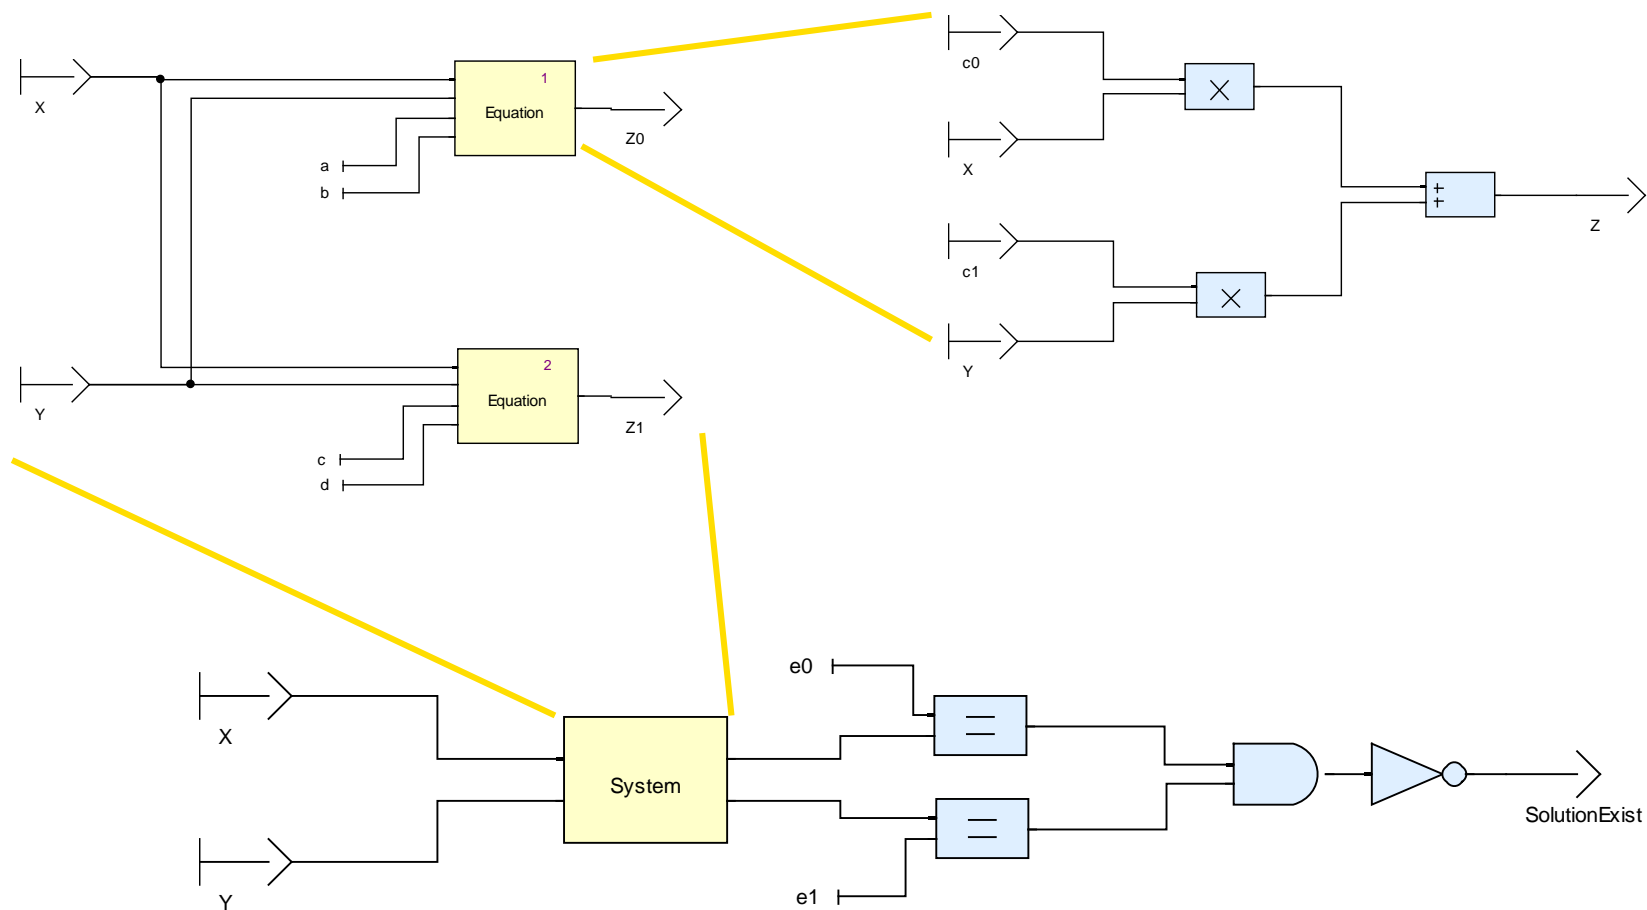 c0
X
1
Equation
a
b
Z0
X
c1
Z
Y
2
Equation
c
d
Z1
Y
e0
X
System
=
=
SolutionExist
e1
Y